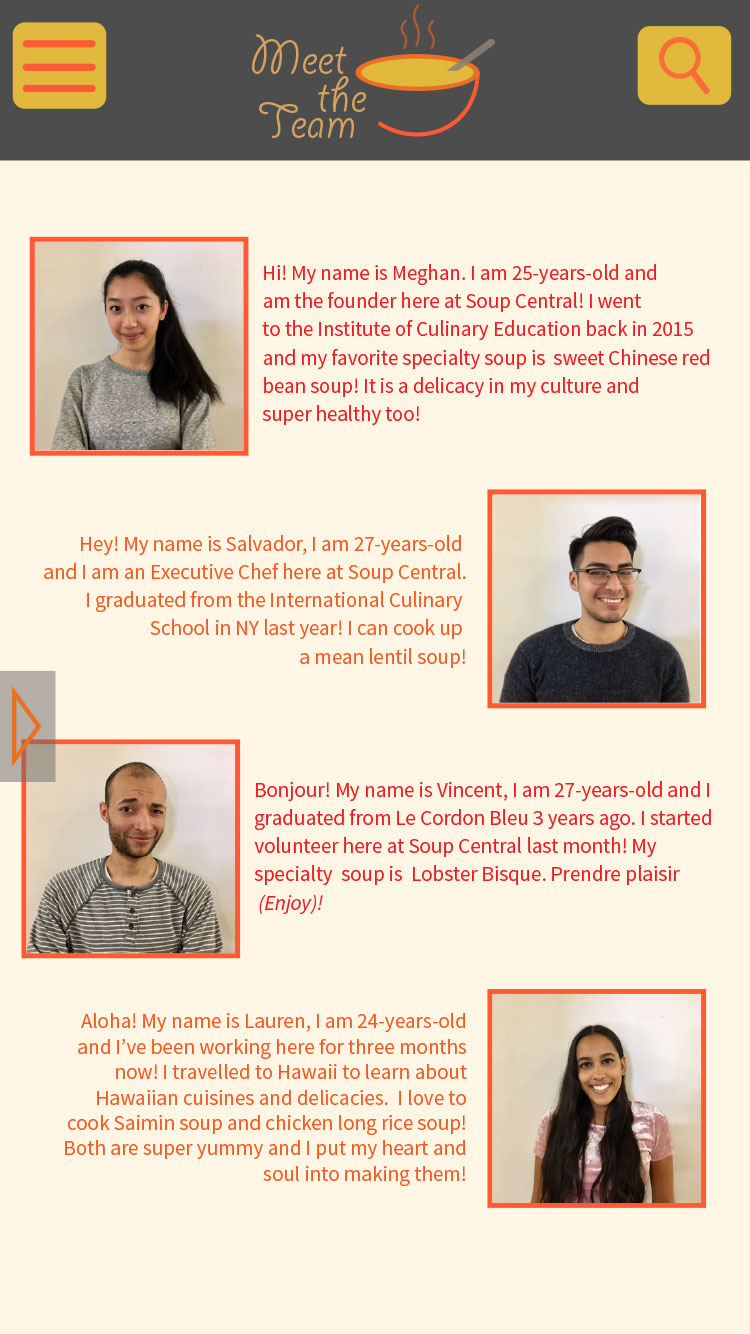 Meet
the
Team
Hi! My name is Meghan. I am 25-years-old and
am the founder here at Soup Central! I went
to the Institute of Culinary Education back in 2015
and my favorite specialty soup is  sweet Chinese red
bean soup! It is a delicacy in my culture and
super healthy too!
Hey! My name is Salvador, I am 27-years-old
and I am an Executive Chef here at Soup Central.
I graduated from the International Culinary
School in NY last year! I can cook up
a mean lentil soup!
Bonjour! My name is Vincent, I am 27-years-old and I
graduated from Le Cordon Bleu 3 years ago. I started
volunteer here at Soup Central last month! My
specialty  soup is  Lobster Bisque. Prendre plaisir
(Enjoy)!
Aloha! My name is Lauren, I am 24-years-old
and I’ve been working here for three months
now! I travelled to Hawaii to learn about
Hawaiian cuisines and delicacies.  I love to
cook Saimin soup and chicken long rice soup!
Both are super yummy and I put my heart and
soul into making them!